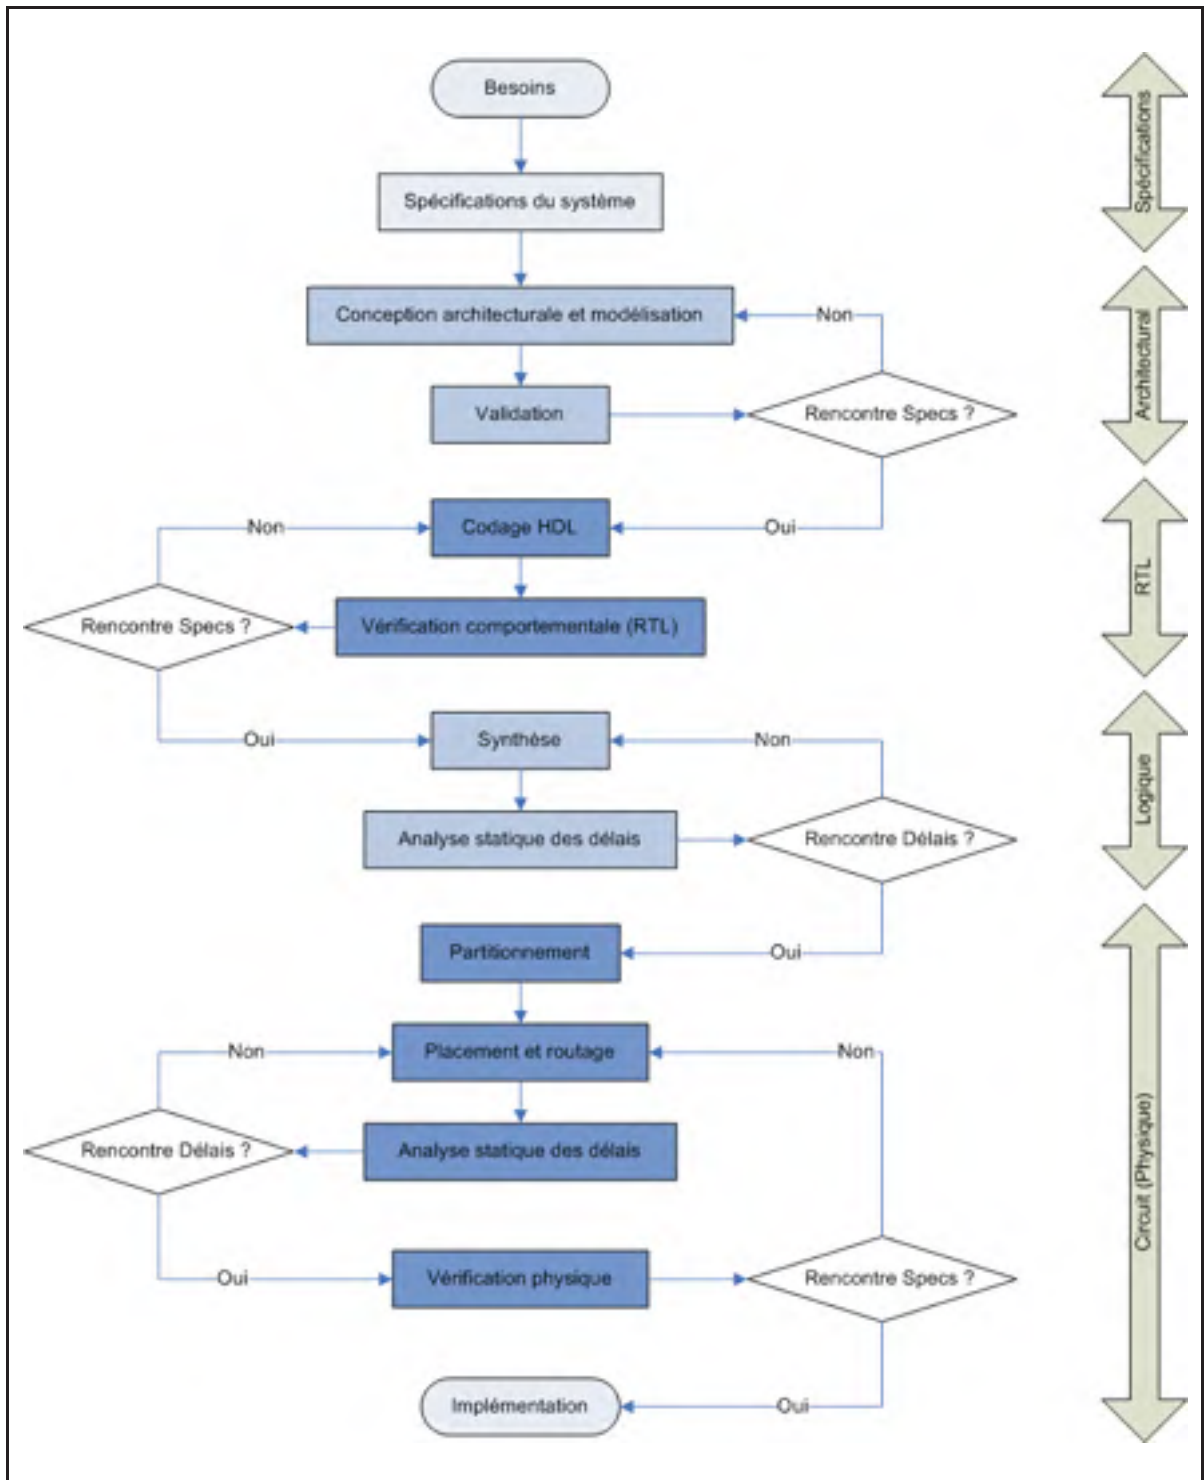 Besoins
Spécifications du système
Spécifications
Conception architecturale et modélisation
Non
Validation
Rencontre Specs ?
Architectural
Non
Codage HDL
Oui
Rencontre Specs ?
Vérification comportementale (RTL)
RTL
Oui
Synthèse
Non
Analyse statique des délais
Rencontre Délais ?
Logique
Partitionnement
Oui
Non
Placement et routage
Non
Rencontre Délais ?
Analyse statique des délais
Oui
Vérification physique
Rencontre Specs ?
Circuit (Physique)
Implémentation
Oui